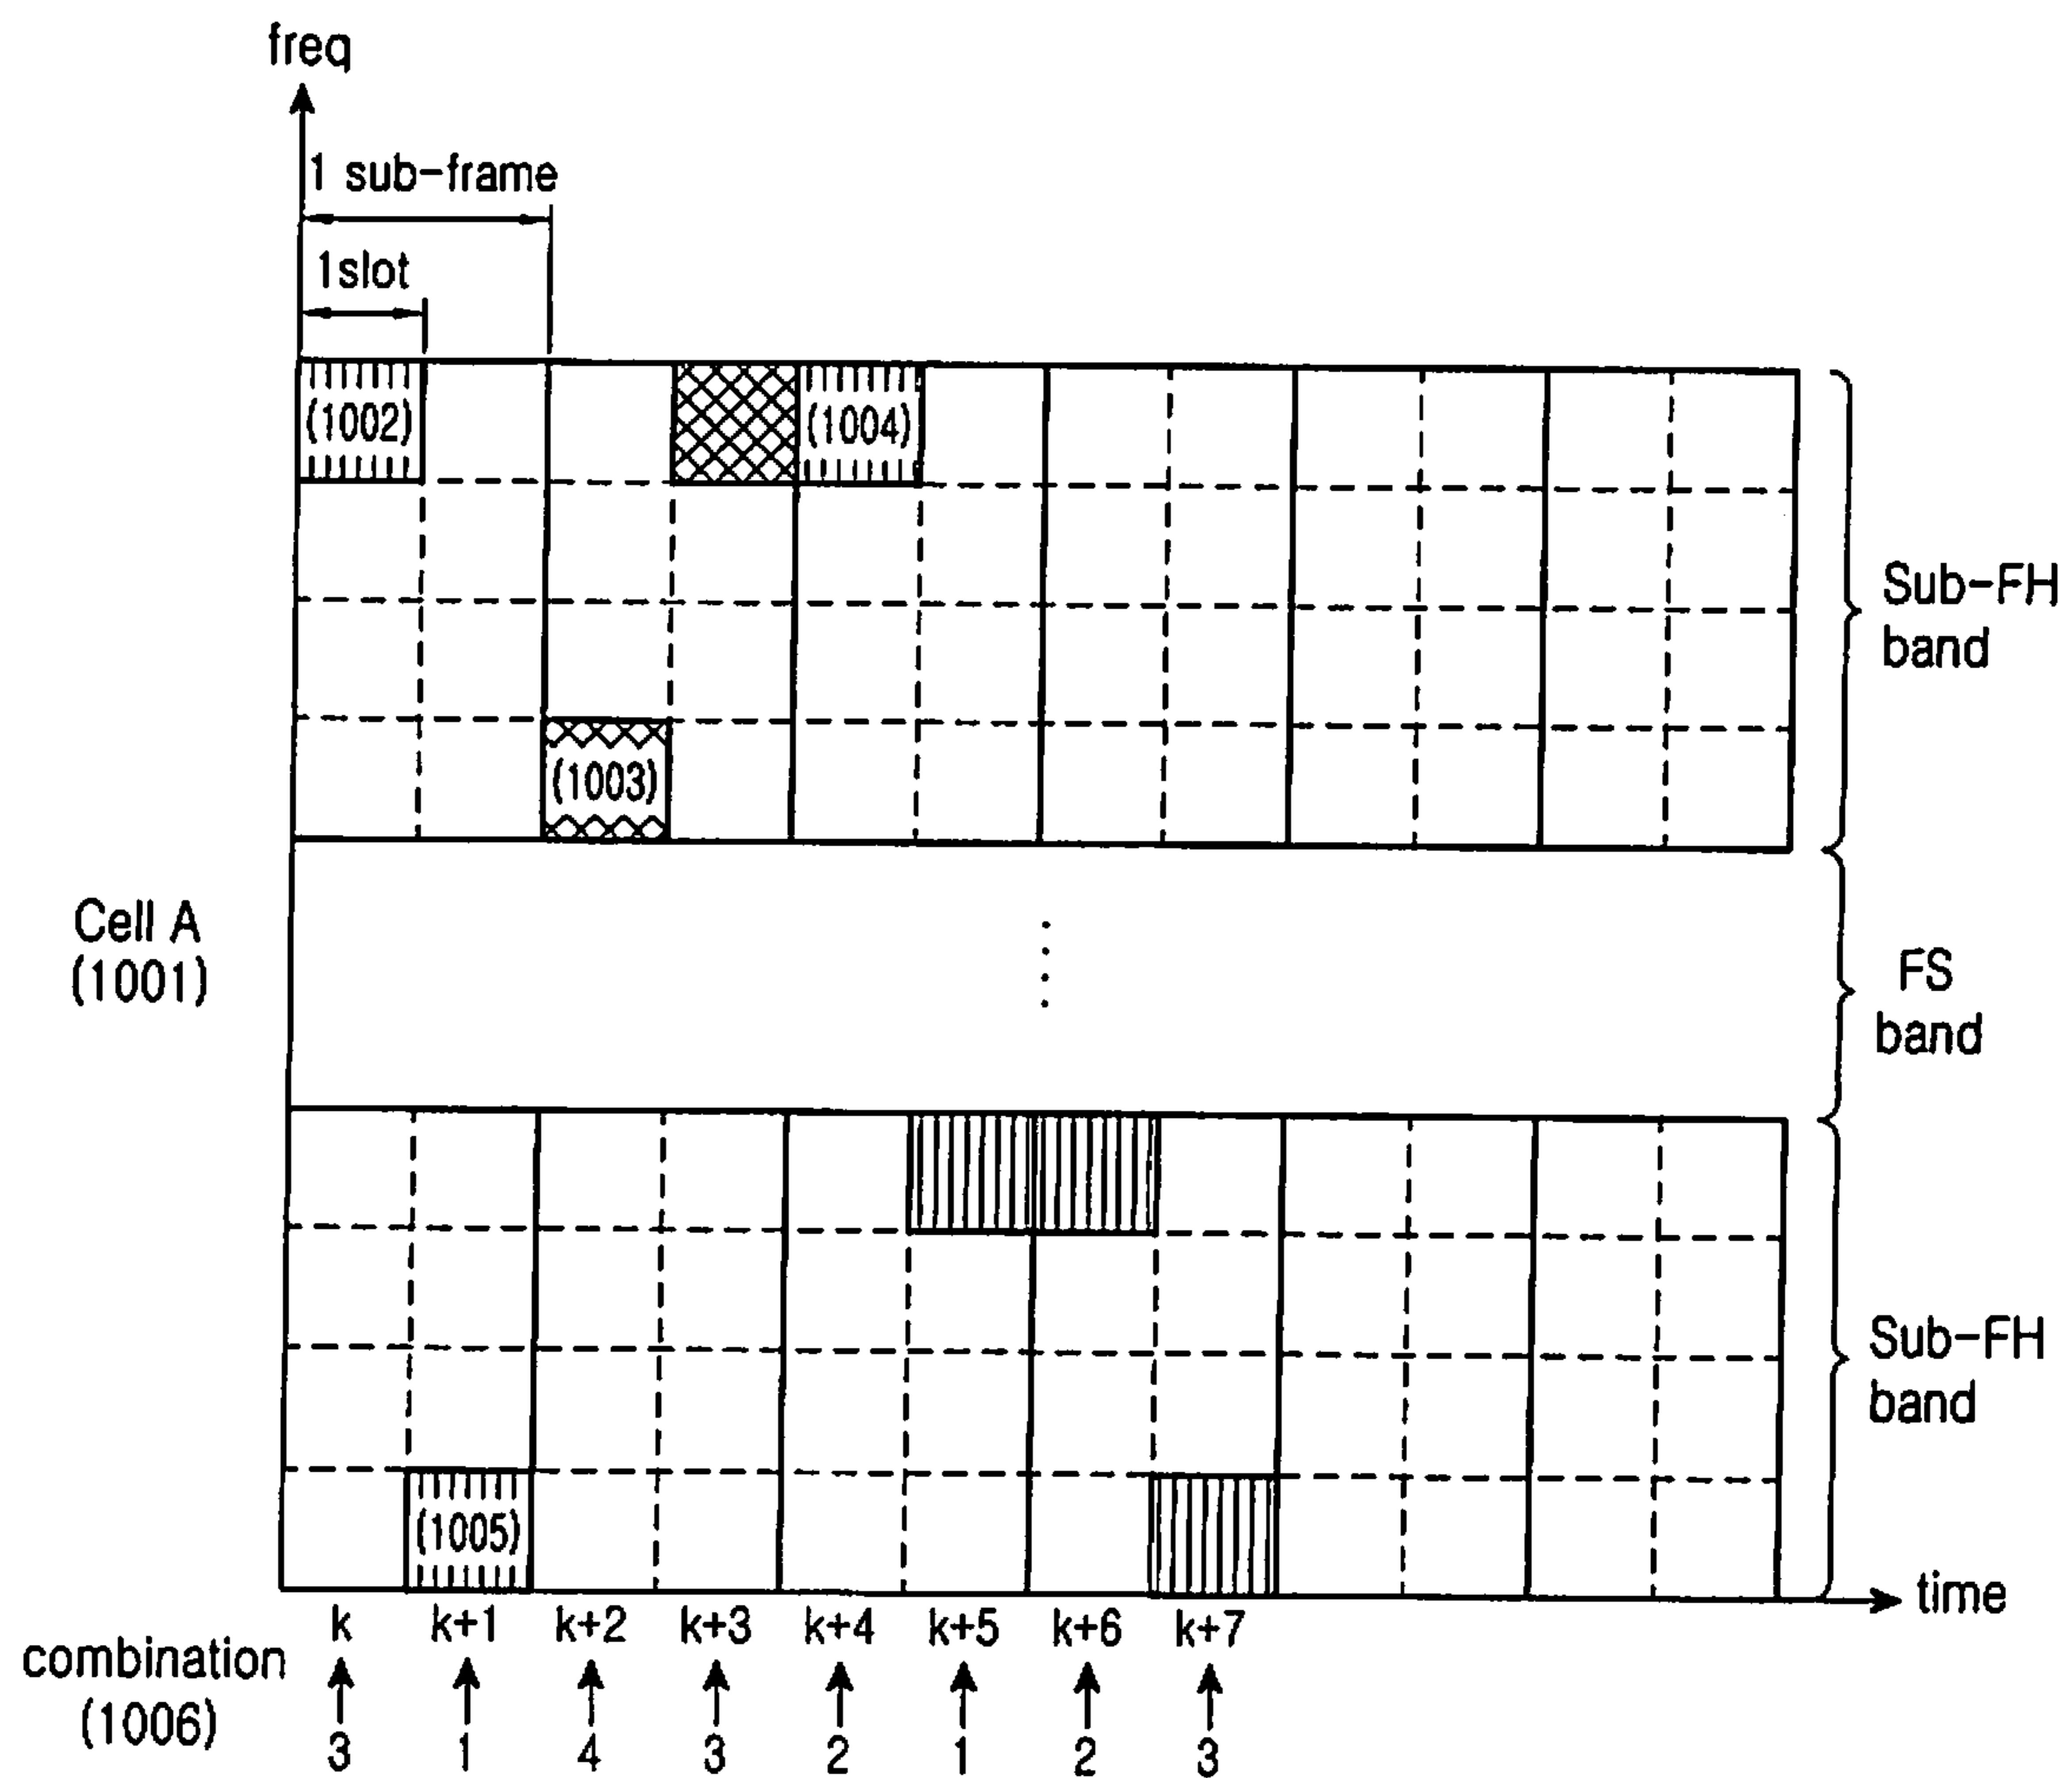 freq
1 sub-frame
1slot
(1002)
(1004)
Sub-FH
band
(1003)
Cell A
(1001)
FS
band
Sub-FH
band
(1005)
time
k k+1 k+2 k+3 k+4 k+5 k+6 k+7
combination
(1006)
3 1 4 3 2 1 2 3